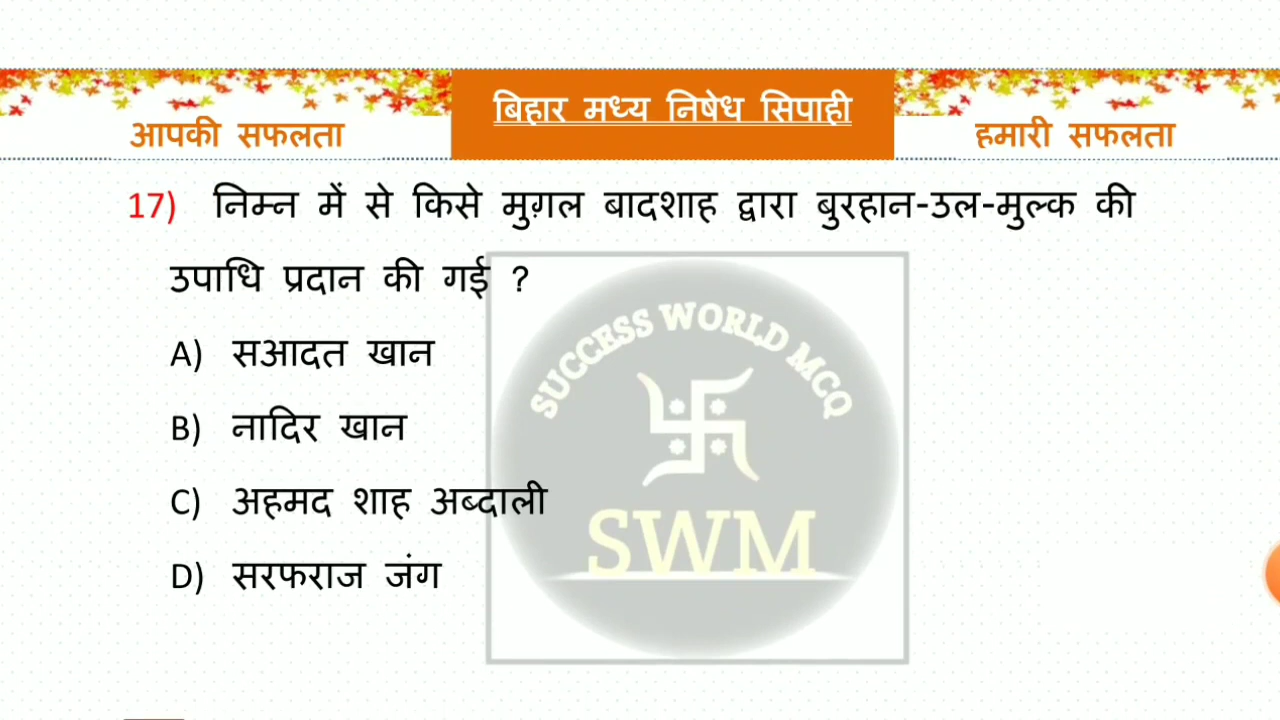 बिहार मध्य निषेध सिपाही
आपकी सफलता
हमारी सफलता
17) निम्न में से किसे मुग़ल बादशाह द्वारा बुरहान-उल-मुल्क की
उपाधि प्रदान की गई ?
A) सआदत खान
B) नादिर खान
C) अहमद शाह अब्दाली
D) सरफराज जंग
SUCCESS WORLD MCQ
SWM